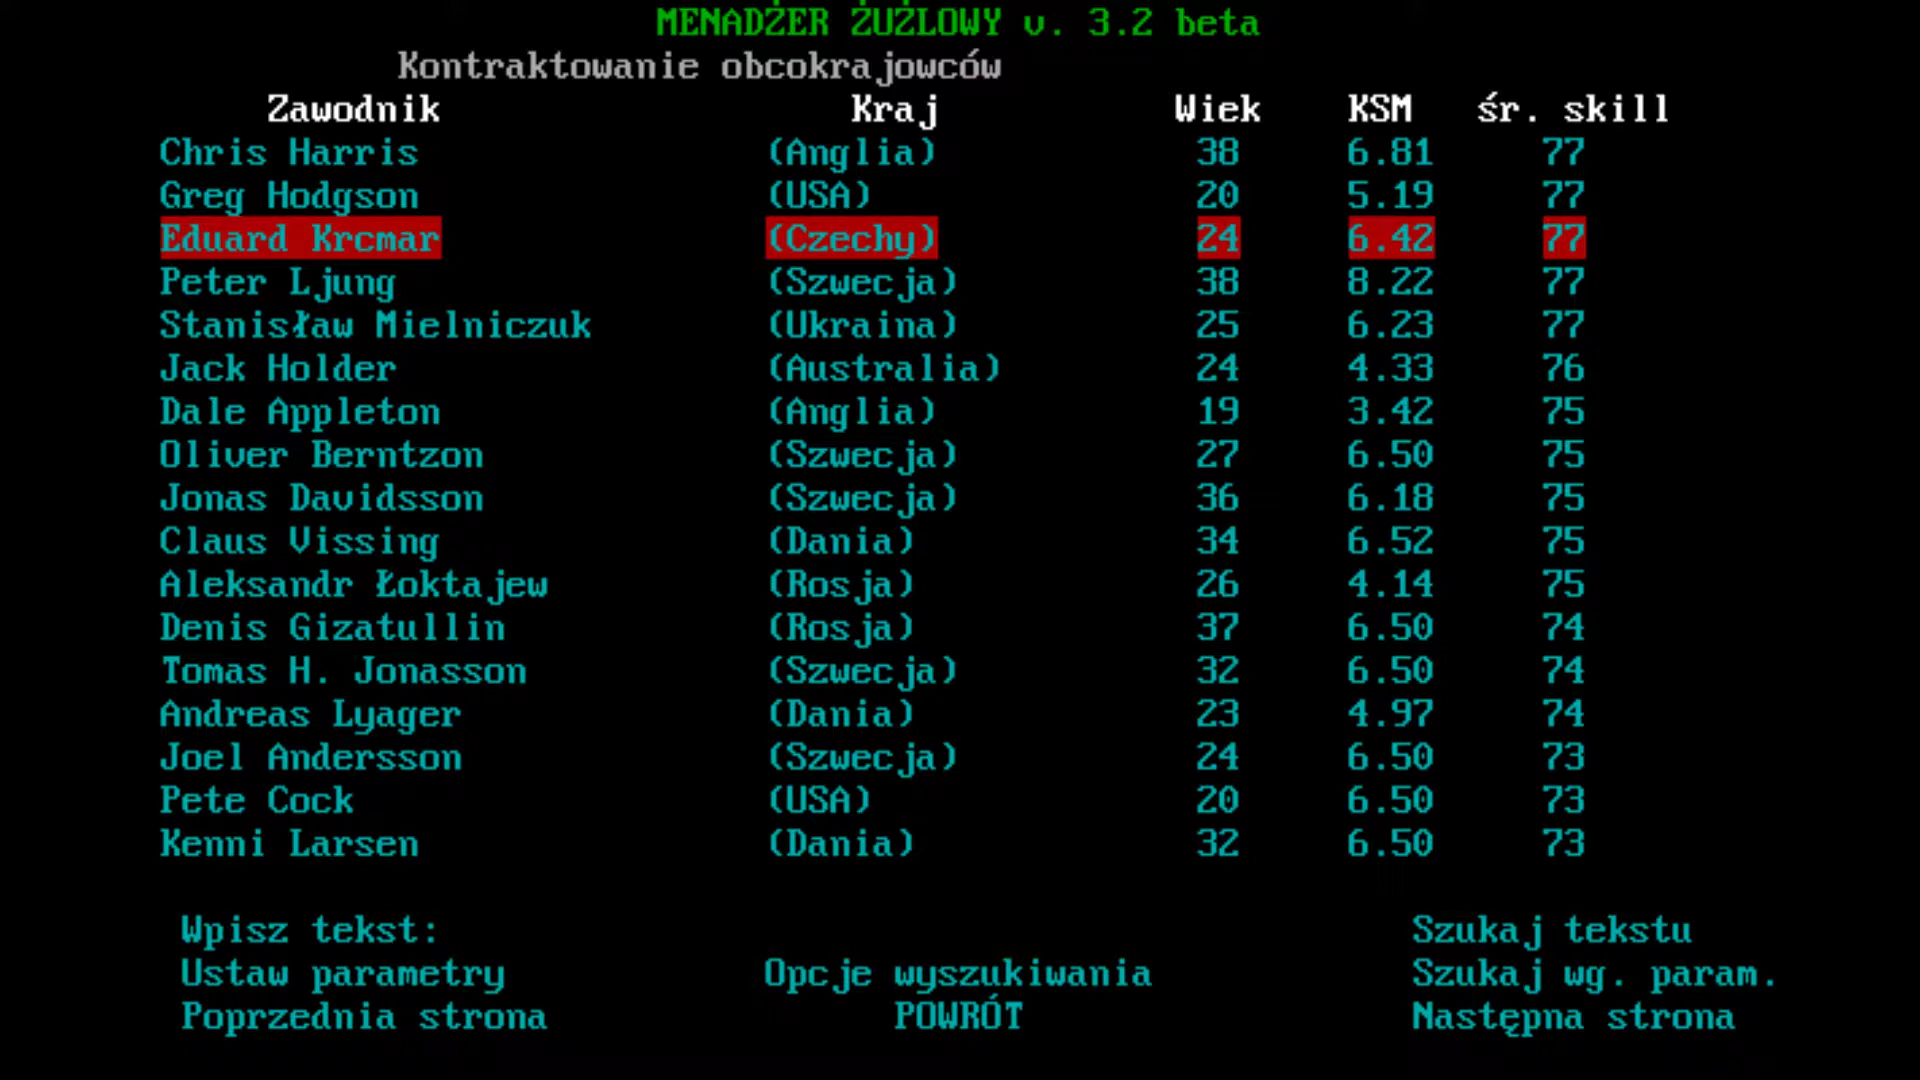 MENADŻER ŻUŻLOWY v. 3.2 beta
Kontraktowanie obcokrajowców
Zawodnik Kraj Wiek KSM śr. skill
Chris Harris (Anglia) 38 6.81 77
Greg Hodgson (USA) 20 5.19 77
Eduard Krcmar (Czechy) 24 6.42 77
Peter Ljung (Szwecja) 38 8.22 77
Stanisław Mielniczuk (Ukraina) 25 6.23 77
Jack Holder (Australia) 24 4.33 76
Dale Appleton (Anglia) 19 3.42 75
Oliver Berntzon (Szwecja) 27 6.50 75
Jonas Davidsson (Szwecja) 36 6.18 75
Claus Vissing (Dania) 34 6.52 75
Aleksandr Łoktajew (Rosja) 26 4.14 75
Denis Gizatullin (Rosja) 37 6.50 74
Tomas H. Jonasson (Szwecja) 32 6.50 74
Andreas Lyager (Dania) 23 4.97 74
Joel Andersson (Szwecja) 24 6.50 73
Pete Cock (USA) 20 6.50 73
Kenni Larsen (Dania) 32 6.50 73
Wpisz tekst: Szukaj tekstu
Ustaw parametry Opcje wyszukiwania Szukaj wg. param.
Poprzednia strona POWRÓT Następna strona